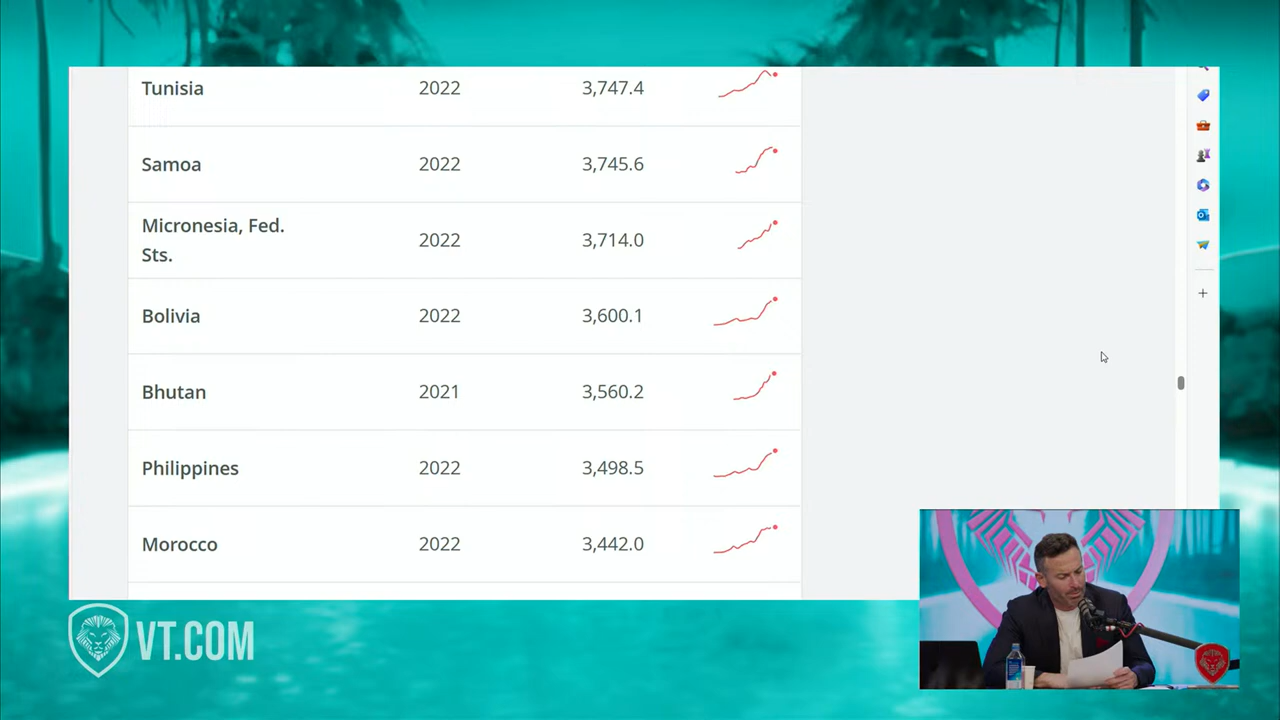 Tunisia 2022 3,747.4
Samoa 2022 3,745.6
Micronesia, Fed.
Sts. 2022 3,714.0
Bolivia 2022 3,600.1
Bhutan 2021 3,560.2
Philippines 2022 3,498.5
Morocco 2022 3,442.0
VT.COM